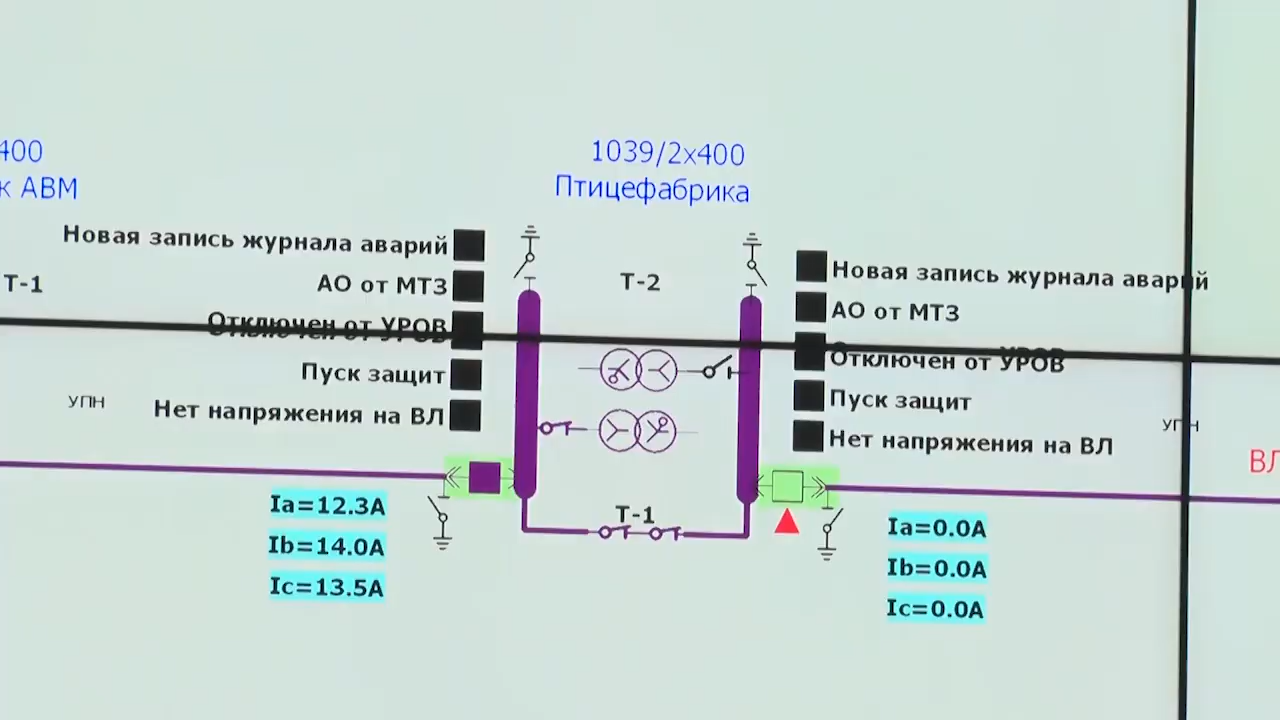 400
к АВМ
1039/2x400
Птицефабрика
Новая запись журнала аварий
АО от МТЗ
Отключен от УРОВ
Пуск защит
Нет напряжения на ВЛ
Т-1
УПН
Т-2
Т-1
Новая запись журнала аварий
АО от МТЗ
Отключен от УРОВ
Пуск защит
Нет напряжения на ВЛ
УПН
ВЛ
Ia=12.3A
Ib=14.0A
Ic=13.5A
Ia=0.0A
Ib=0.0A
Ic=0.0A